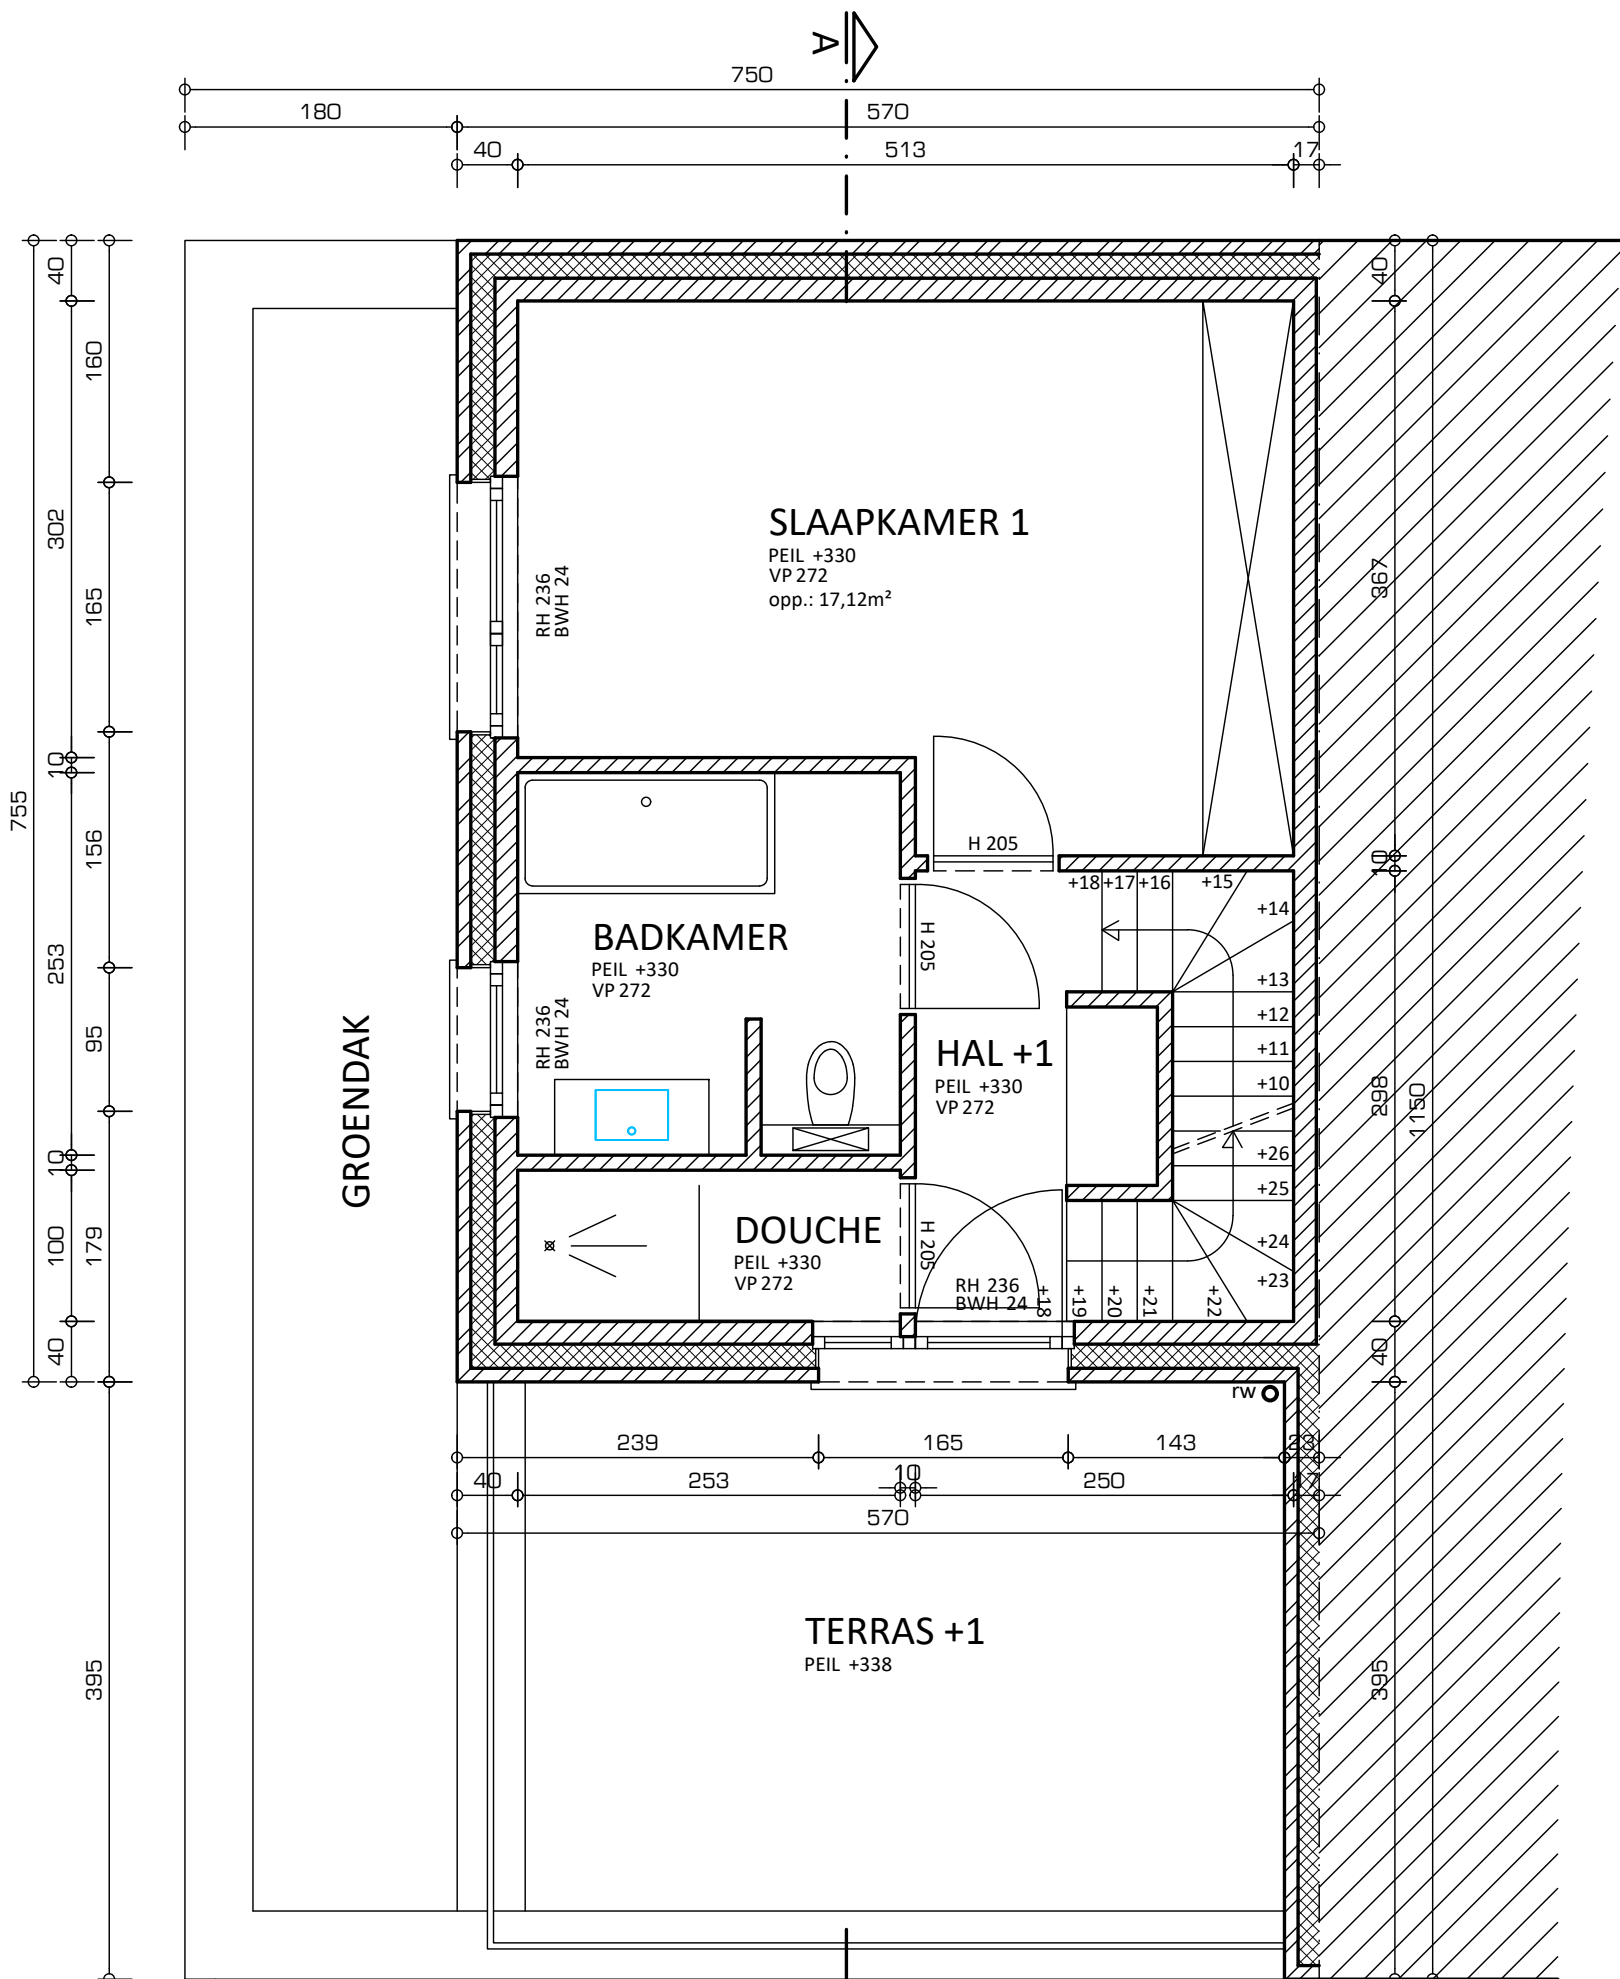 A
750
180
570
40
513
17
40
160
302
165
10
755
156
253
95
10
100
179
40
395
40
367
10
298
1150
40
395
SLAAPKAMER 1
PEIL +330
VP 272
opp.: 17,12m²
RH 236
BWH 24
H 205
BADKAMER
PEIL +330
VP 272
RH 236
BWH 24
H 205
+18
+17
+16
+15
+14
+13
+12
+11
+10
+26
+25
+24
+23
+22
+21
+20
+19
+18
HAL +1
PEIL +330
VP 272
GROENDAK
DOUCHE
PEIL +330
VP 272
H 205
RH 236
BWH 24
rw
239
165
143
23
40
253
10
250
570
TERRAS +1
PEIL +338